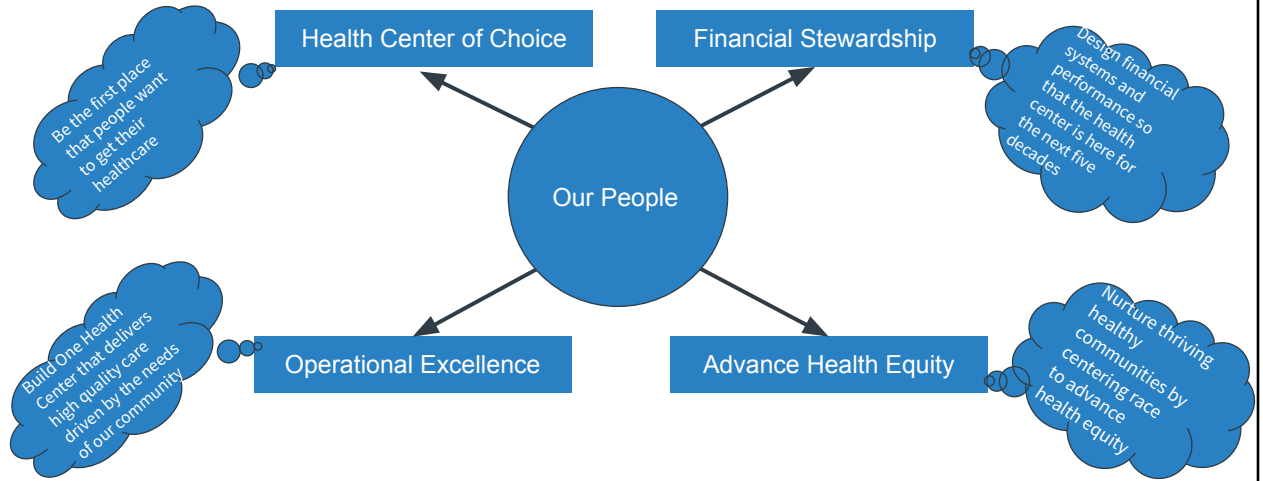 Health Center of Choice
Financial Stewardship
Be the first place
that people want
to get their
healthcare
Design financial
systems and
performance so
that the health
center is here for
the next five
decades
Our People
Operational Excellence
Advance Health Equity
Build One Health
Center that delivers
high quality care
driven by the needs
of our community
Nurture thriving
healthy
communities by
centering race
to advance
health equity